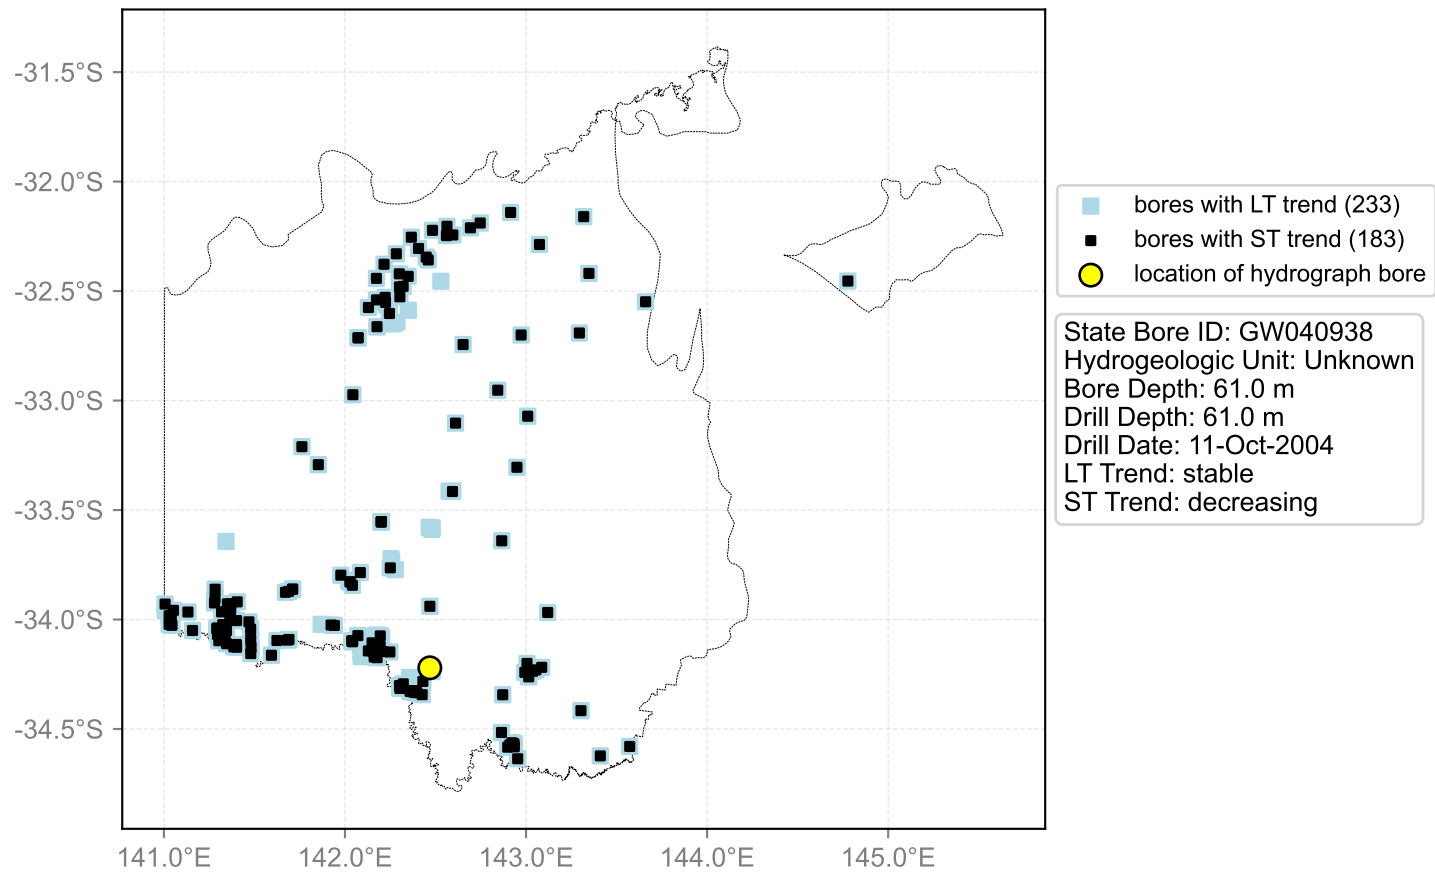 -31.5°S
-32.0°S
-32.5°S
-33.0°S
-33.5°S
-34.0°S
-34.5°S
141.0°E
142.0°E
143.0°E
144.0°E
145.0°E
bores with LT trend (233)
bores with ST trend (183)
location of hydrograph bore
State Bore ID: GW040938
Hydrogeologic Unit: Unknown
Bore Depth: 61.0 m
Drill Depth: 61.0 m
Drill Date: 11-Oct-2004
LT Trend: stable
ST Trend: decreasing